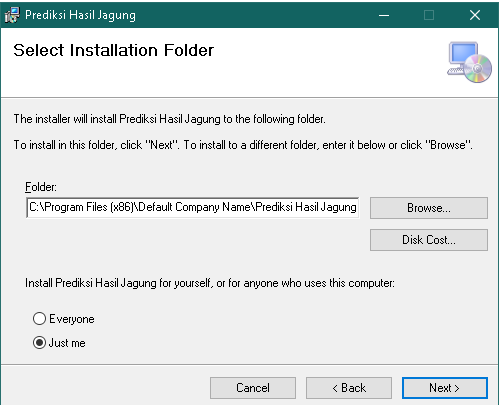 Prediksi Hasil Jagung
Select Installation Folder
The installer will install Prediksi Hasil Jagung to the following folder.
To install in this folder, click "Next". To install to a different folder, enter it below or click "Browse".
Folder:
C:\Program Files (x86)\Default Company Name\Prediksi Hasil Jagung
Browse...
Disk Cost...
Install Prediksi Hasil Jagung for yourself, or for anyone who uses this computer:
Everyone
Just me
Cancel
< Back
Next >